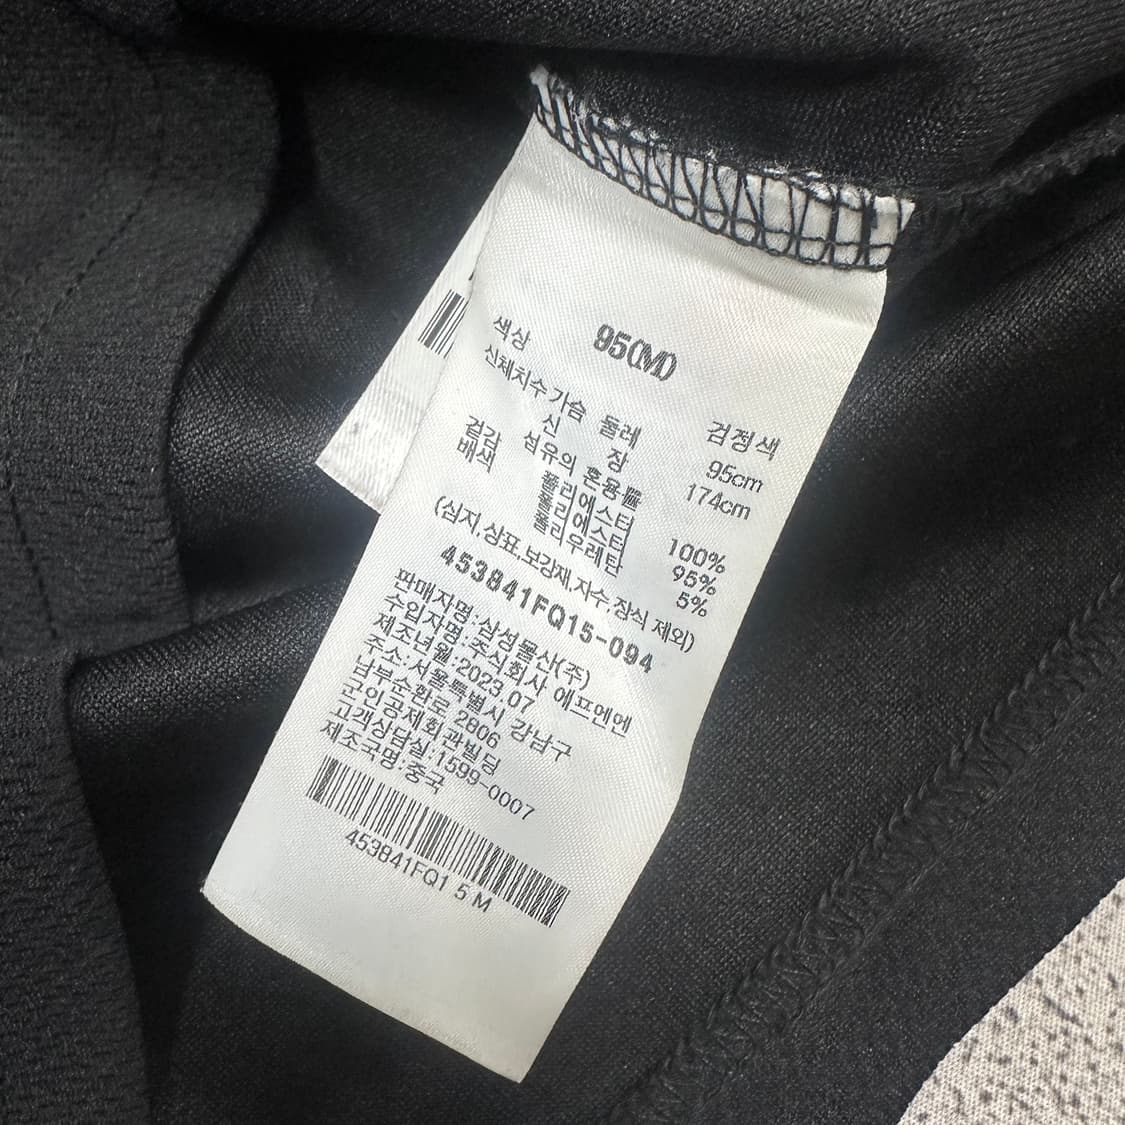 95(M)
색상 검정색
신체치수 가슴 둘레 95cm
신 장 174cm
섬유의 혼용률
겉감 폴리에스터 100%
배색 폴리에스터 95%
폴리우레탄 5%
(심지,상표,보강재,자수,장식 제외)
453841FQ15-094
판매자명:삼성물산(주)
수입자명:주식회사 에프엔엔
제조년월:2023.07
주소:서울특별시 강남구
남부순환로 2806
군인공제회관빌딩
고객상담실:1599-0007
제조국명:중국
453841FQ1 5 M